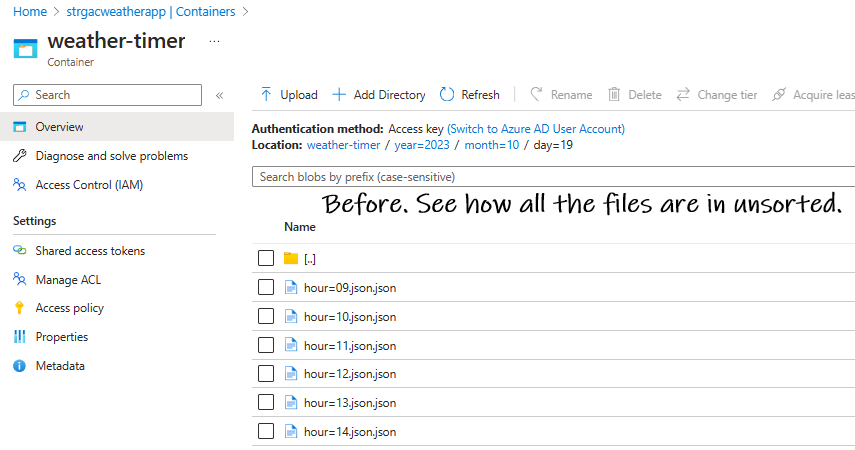 Home > strgacweatherapp | Containers >
weather-timer ...
Container
Search «
Overview
Diagnose and solve problems
Access Control (IAM)
Settings
Shared access tokens
Manage ACL
Access policy
Properties
Metadata
Upload Add Directory Refresh Rename Delete Change tier Acquire leas
Authentication method: Access key (Switch to Azure AD User Account)
Location: weather-timer / year=2023 / month=10 / day=19
Search blobs by prefix (case-sensitive)
Before. See how all the files are in unsorted.
Name
[..]
hour=09.json.json
hour=10.json.json
hour=11.json.json
hour=12.json.json
hour=13.json.json
hour=14.json.json